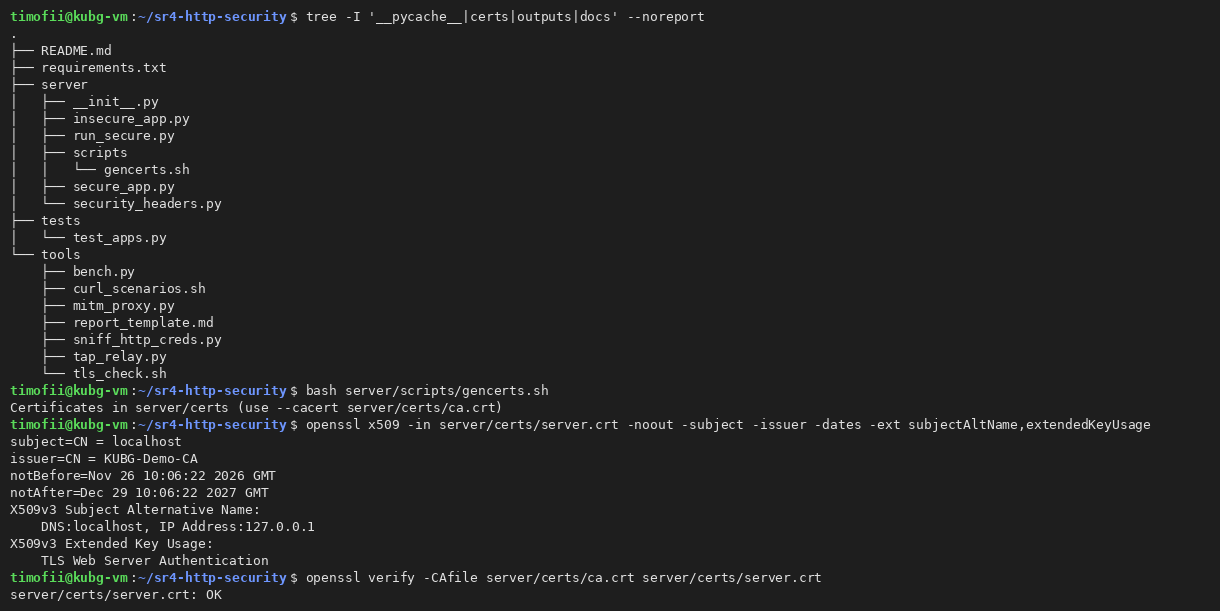 timofii@kubg-vm:~/sr4-http-security$ tree -I '__pycache__|certs|outputs|docs' --noreport
.
├── README.md
├── requirements.txt
├── server
│   ├── __init__.py
│   ├── insecure_app.py
│   ├── run_secure.py
│   ├── scripts
│   │   └── gencerts.sh
│   ├── secure_app.py
│   └── security_headers.py
├── tests
│   └── test_apps.py
└── tools
    ├── bench.py
    ├── curl_scenarios.sh
    ├── mitm_proxy.py
    ├── report_template.md
    ├── sniff_http_creds.py
    ├── tap_relay.py
    └── tls_check.sh
timofii@kubg-vm:~/sr4-http-security$ bash server/scripts/gencerts.sh
Certificates in server/certs (use --cacert server/certs/ca.crt)
timofii@kubg-vm:~/sr4-http-security$ openssl x509 -in server/certs/server.crt -noout -subject -issuer -dates -ext subjectAltName,extendedKeyUsage
subject=CN = localhost
issuer=CN = KUBG-Demo-CA
notBefore=Nov 26 10:06:22 2026 GMT
notAfter=Dec 29 10:06:22 2027 GMT
X509v3 Subject Alternative Name:
    DNS:localhost, IP Address:127.0.0.1
X509v3 Extended Key Usage:
    TLS Web Server Authentication
timofii@kubg-vm:~/sr4-http-security$ openssl verify -CAfile server/certs/ca.crt server/certs/server.crt
server/certs/server.crt: OK